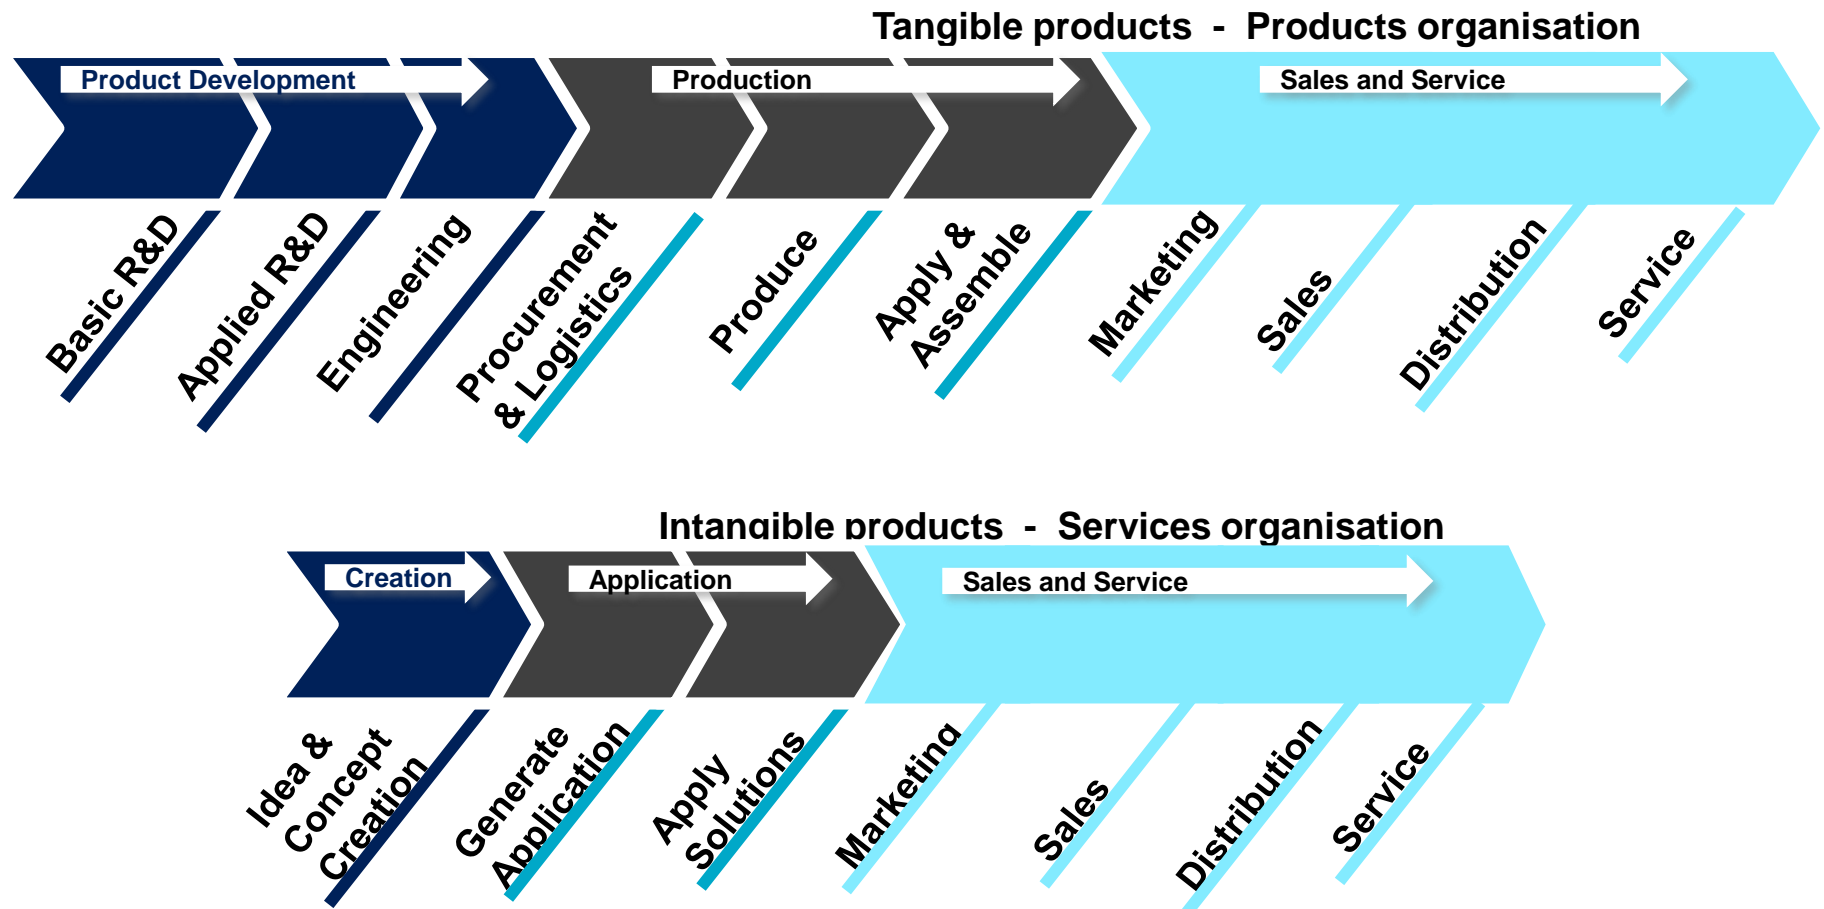 Tangible products - Products organisation
Product Development
Production
Sales and Service
Basic R&D
Applied R&D
Engineering
Procurement
& Logistics
Produce
Apply &
Assemble
Marketing
Sales
Distribution
Service
Intangible products - Services organisation
Creation
Application
Sales and Service
Idea &
Concept
Creation
Generate
Application
Apply
Solutions
Marketing
Sales
Distribution
Service